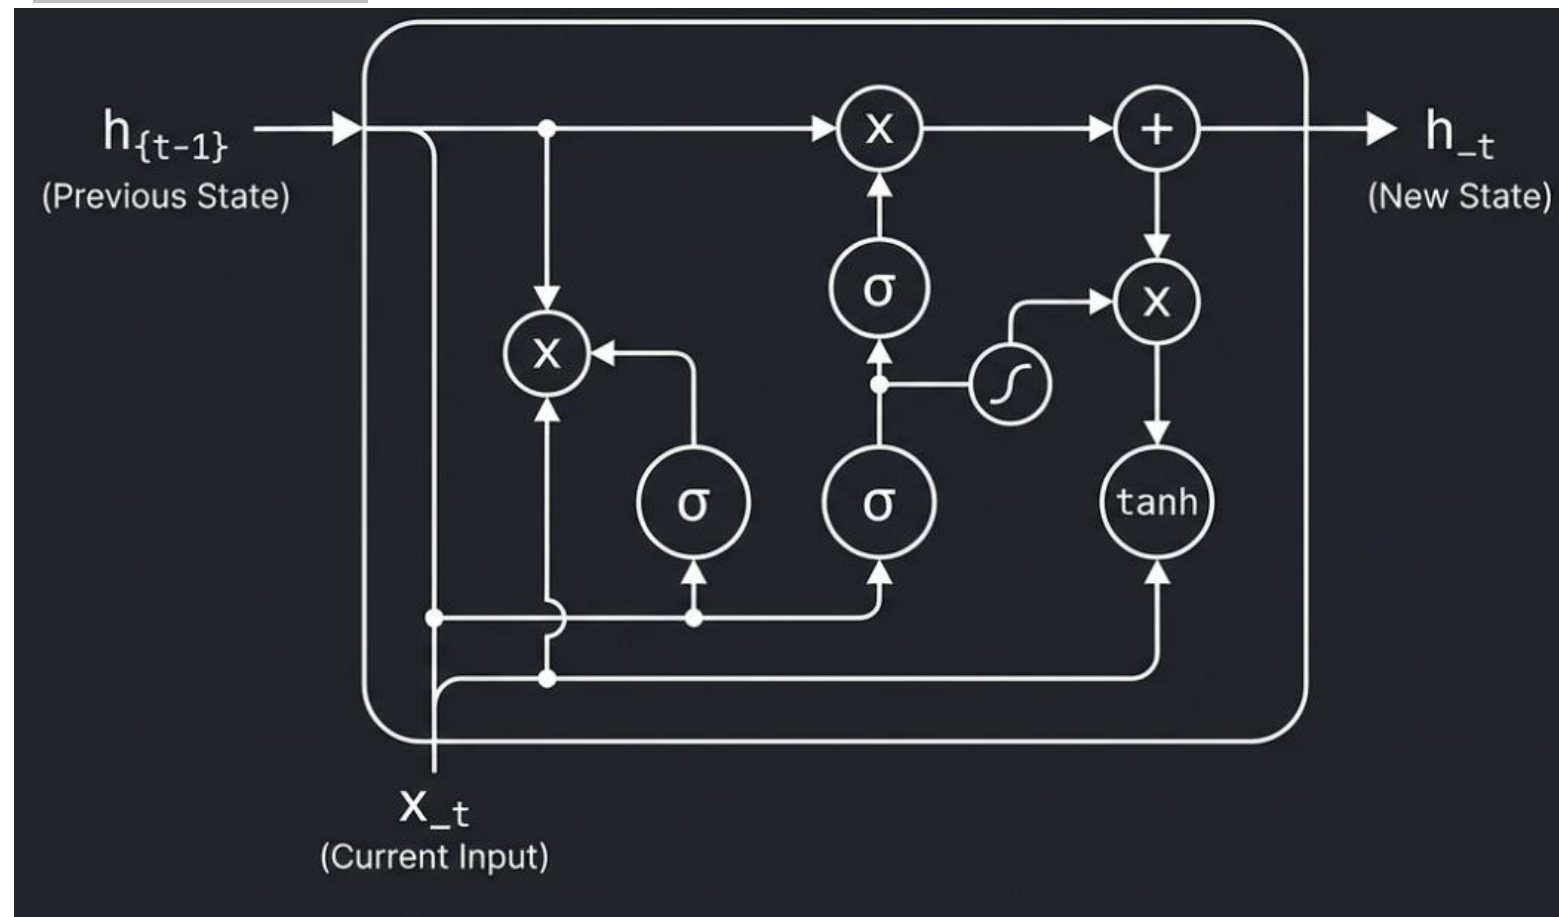 h_{t-1}
(Previous State)
x
+
h_t
(New State)
σ
x
x
σ
σ
tanh
x_t
(Current Input)